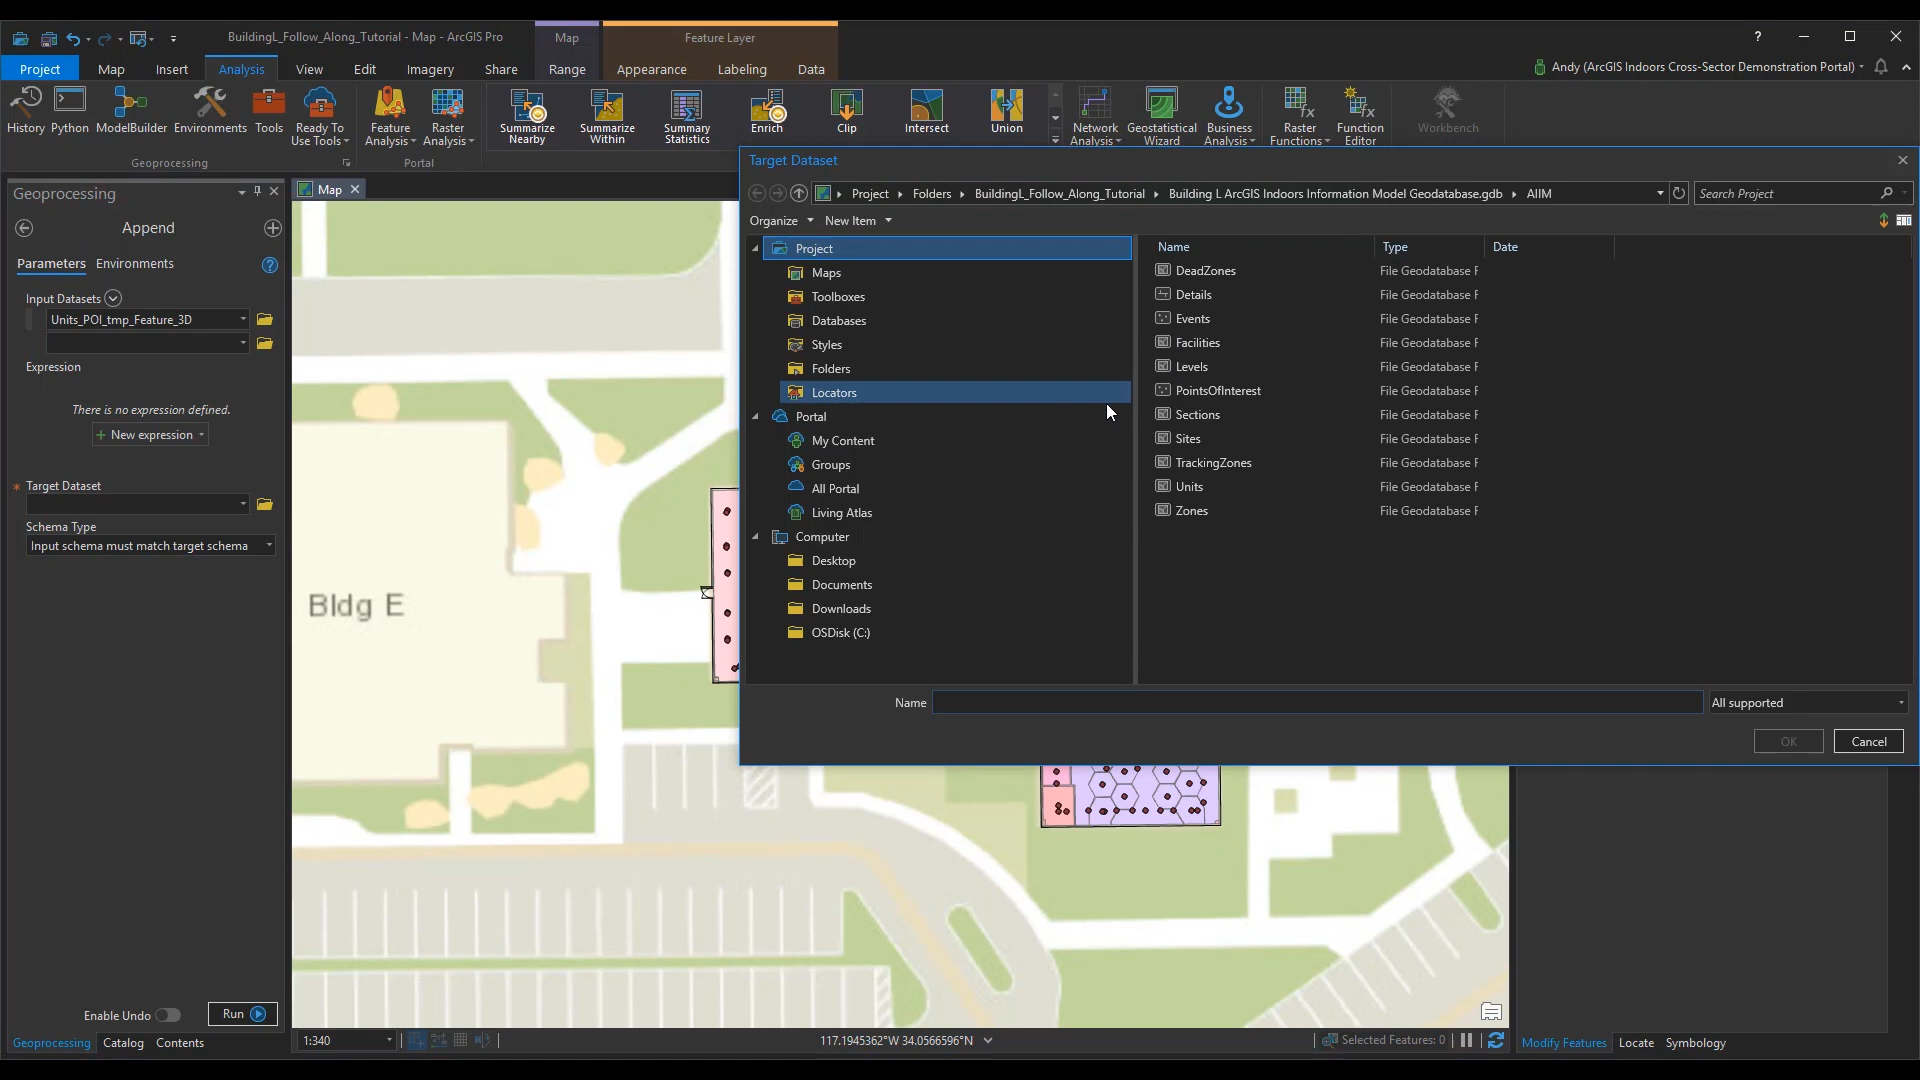 BuildingL_Follow_Along_Tutorial - Map - ArcGIS Pro
Map
Feature Layer
?
Project
Map
Insert
Analysis
View
Edit
Imagery
Share
Range
Appearance
Labeling
Data
Andy (ArcGIS Indoors Cross-Sector Demonstration Portal)
History
Python
ModelBuilder
Environments
Tools
Ready To
Use Tools
Feature
Analysis
Raster
Analysis
Summarize
Nearby
Summarize
Within
Summary
Statistics
Enrich
Clip
Intersect
Union
Network
Analysis
Geostatistical
Wizard
Business
Analysis
Raster
Functions
Function
Editor
Workbench
Geoprocessing
Portal
Geoprocessing
Append
Parameters
Environments
Input Datasets
Units_POI_tmp_Feature_3D
Expression
There is no expression defined.
+ New expression
* Target Dataset
Schema Type
Input schema must match target schema
Enable Undo
Run
Geoprocessing
Catalog
Contents
Map
Bldg E
1:340
117.1945362°W 34.0566596°N
Selected Features: 0
Modify Features
Locate
Symbology
Target Dataset
Project
Folders
BuildingL_Follow_Along_Tutorial
Building L ArcGIS Indoors Information Model Geodatabase.gdb
AIIM
Search Project
Organize
New Item
Project
Maps
Toolboxes
Databases
Styles
Folders
Locators
Portal
My Content
Groups
All Portal
Living Atlas
Computer
Desktop
Documents
Downloads
OSDisk (C:)
Name Type Date
DeadZones File Geodatabase F
Details File Geodatabase F
Events File Geodatabase F
Facilities File Geodatabase F
Levels File Geodatabase F
PointsOfInterest File Geodatabase F
Sections File Geodatabase F
Sites File Geodatabase F
TrackingZones File Geodatabase F
Units File Geodatabase F
Zones File Geodatabase F
Name
All supported
OK
Cancel